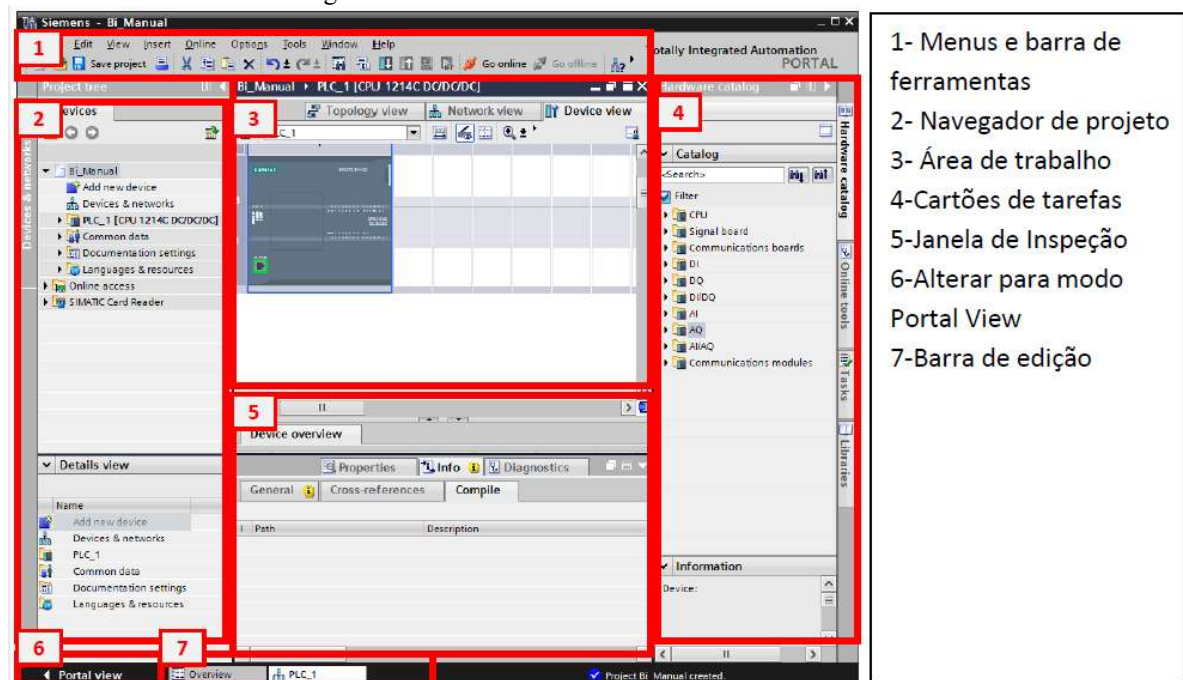 Siemens - Bi_Manual
1
Edit View Insert Online Options Tools Window Help
Save project
Go online
Go offline
Totally Integrated Automation
PORTAL
Project tree
Bi_Manual PLC_1 [CPU 1214C DC/DC/DC]
Hardware catalog
2
evices
3
Topology view
Network view
Device view
4
C_1
Bi_Manual
Add new device
Devices & networks
PLC_1 [CPU 1214C DC/DC/DC]
Common data
Documentation settings
Languages & resources
Online access
SIMATIC Card Reader
Devices & networks
SIEMENS
Catalog
<Search>
Filter
CPU
Signal board
Communications boards
DI
DQ
DI/DQ
AI
AQ
AI/AQ
Communications modules
Hardware catalog
Online tools
Tasks
Libraries
5
Device overview
Properties
Info
Diagnostics
General
Cross-references
Compile
! Path
Description
Details view
Name
Add new device
Devices & networks
PLC_1
Common data
Documentation settings
Languages & resources
Information
Device:
6
7
Portal view
Overview
PLC_1
Project Bi_Manual created.
1- Menus e barra de
ferramentas
2- Navegador de projeto
3- Área de trabalho
4-Cartões de tarefas
5-Janela de Inspeção
6-Alterar para modo
Portal View
7-Barra de edição